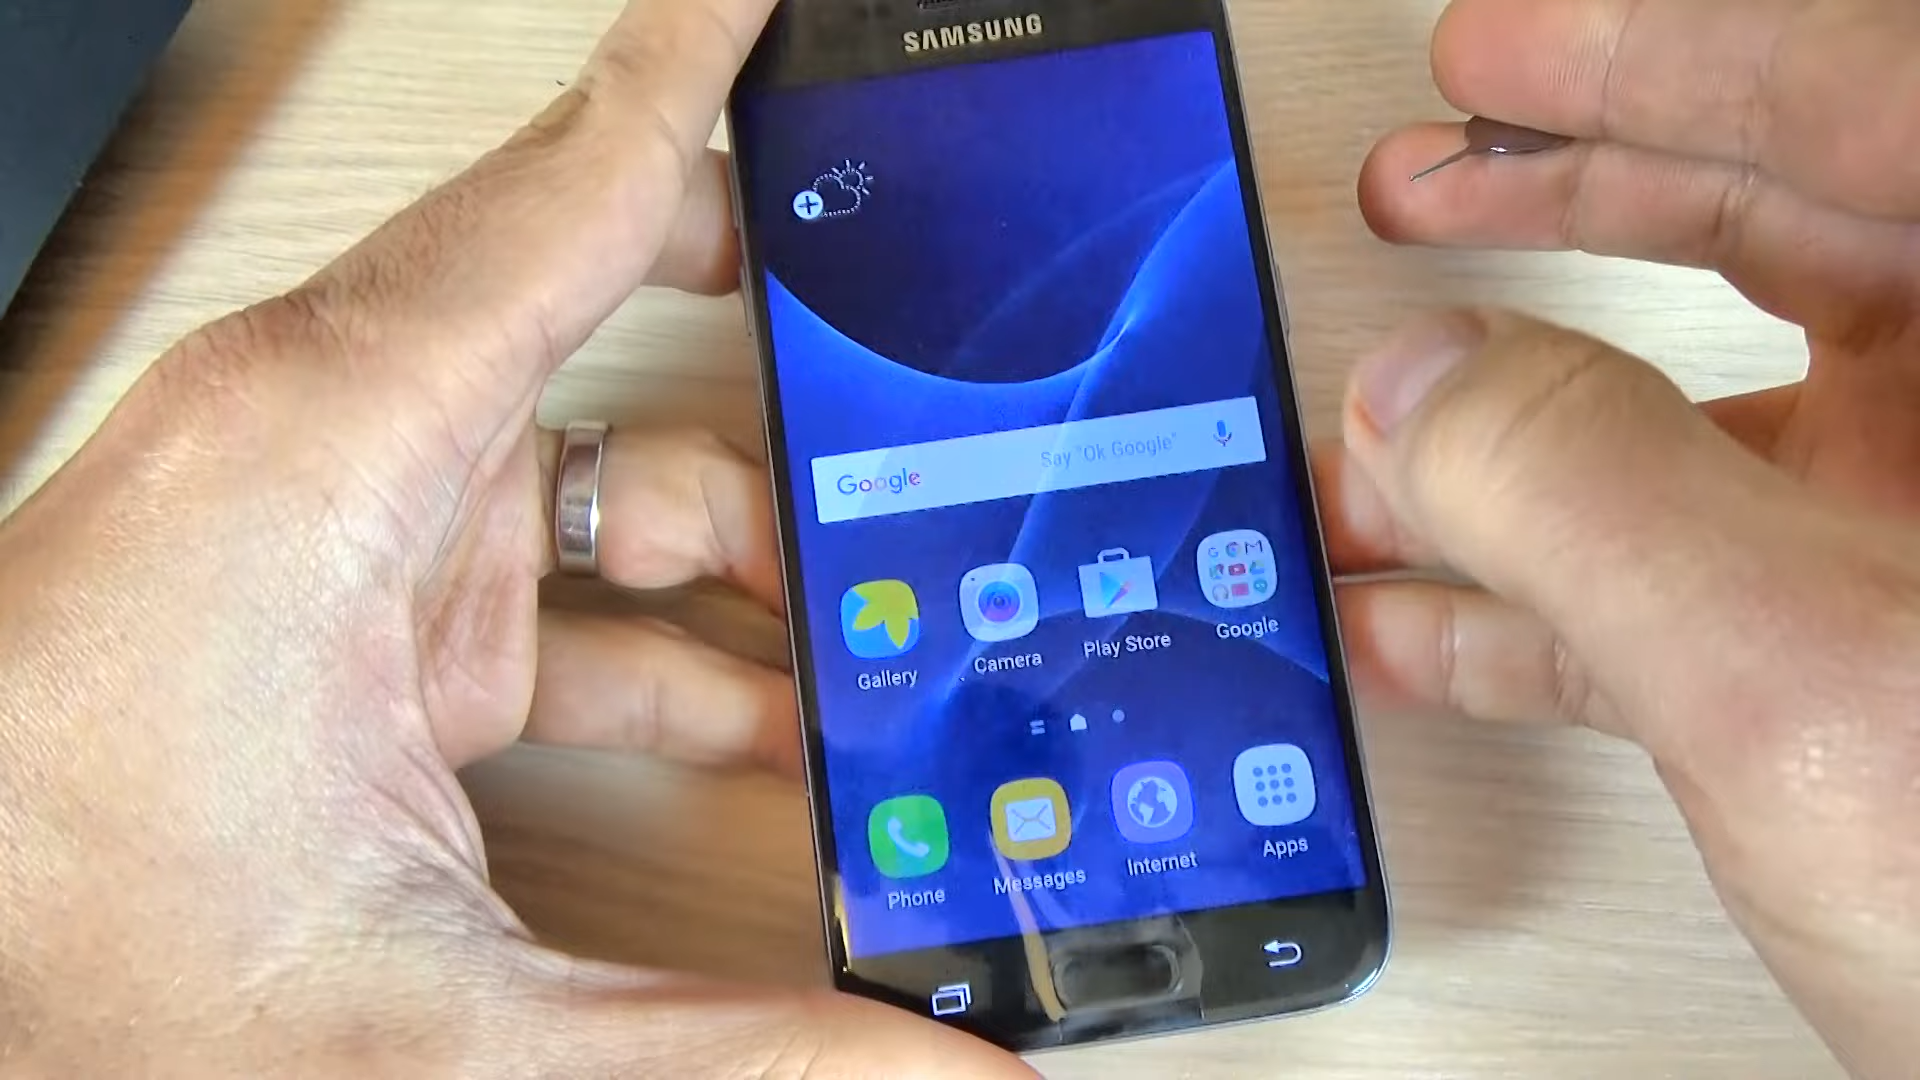 SAMSUNG
Google
Say "Ok Google"
Gallery
Camera
Play Store
Google
Phone
Messages
Internet
Apps